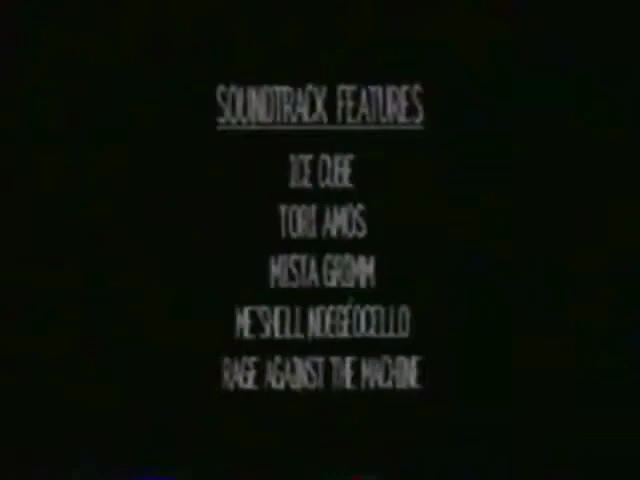 SOUNDTRACK FEATURES
ICE CUBE
TORI AMOS
MISTA GRIMM
ME'SHELL NDEGÉOCELLO
RAGE AGAINST THE MACHINE